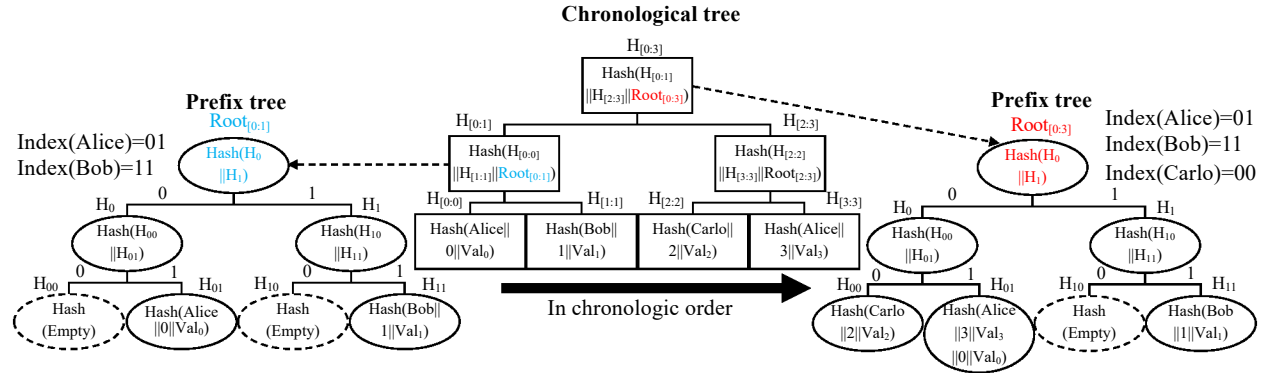 Chronological tree
H[0:3]
Hash(H[0:1]
||H[2:3]||Root[0:3])
Prefix tree
Root[0:1]
Index(Alice)=01
Index(Bob)=11
Hash(H0
||H1)
0
1
H0
Hash(H00
||H01)
H1
Hash(H10
||H11)
0
1
0
1
H00
Hash
(Empty)
H01
Hash(Alice
||0||Val0)
H10
Hash
(Empty)
H11
Hash(Bob||
1||Val1)
H[0:1]
Hash(H[0:0]
||H[1:1]||Root[0:1])
H[2:3]
Hash(H[2:2]
||H[3:3]||Root[2:3])
H[0:0]
Hash(Alice||
0||Val0)
H[1:1]
Hash(Bob||
1||Val1)
H[2:2]
Hash(Carlo||
2||Val2)
H[3:3]
Hash(Alice||
3||Val3)
In chronologic order
Prefix tree
Root[0:3]
Index(Alice)=01
Index(Bob)=11
Index(Carlo)=00
Hash(H0
||H1)
0
1
H0
Hash(H00
||H01)
H1
Hash(H10
||H11)
0
1
0
1
H00
Hash(Carlo
||2||Val2)
H01
Hash(Alice
||3||Val3
||0||Val0)
H10
Hash
(Empty)
H11
Hash(Bob
||1||Val1)